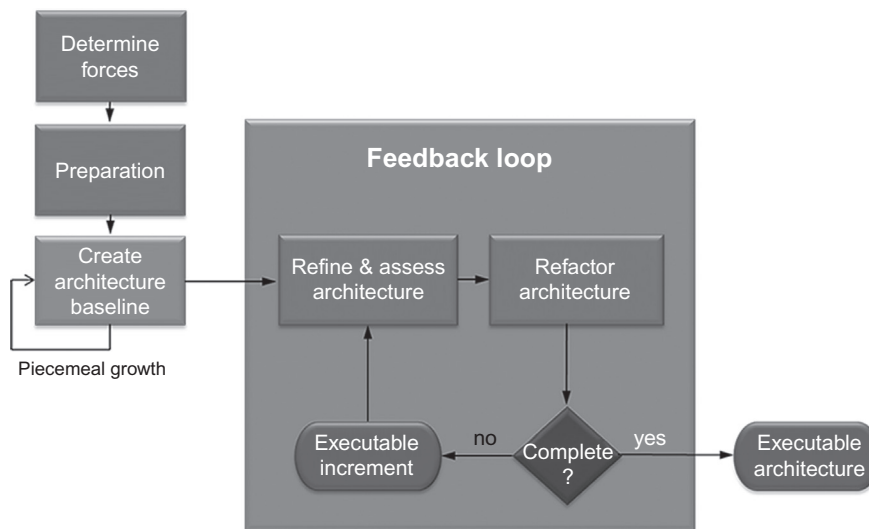 Determine
forces
Preparation
Create
architecture
baseline
Piecemeal growth
Feedback loop
Refine & assess
architecture
Refactor
architecture
Executable
increment
no
Complete
?
yes
Executable
architecture